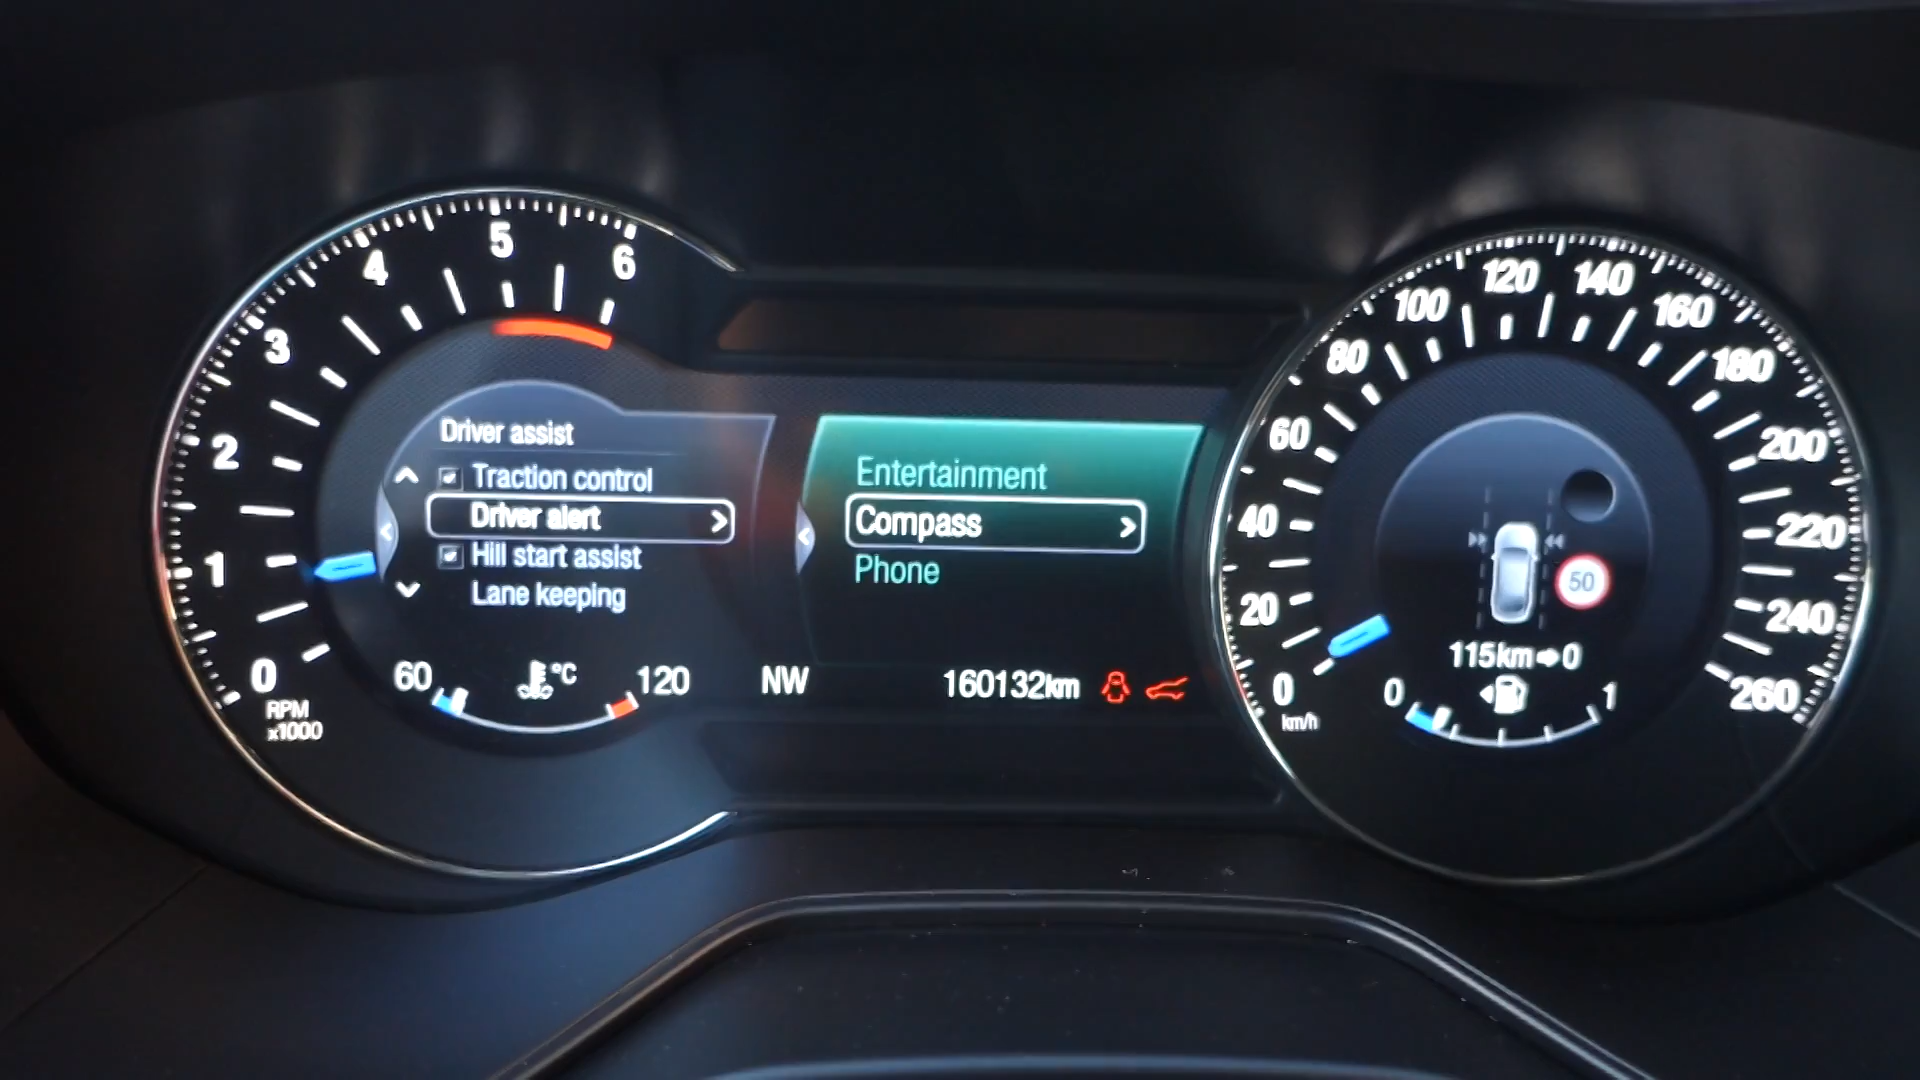 0
1
2
3
4
5
6
RPM
x1000
Driver assist
Traction control
Driver alert
Hill start assist
Lane keeping
60
°C
120
Entertainment
Compass
Phone
NW
160132km
0
20
40
60
80
100
120
140
160
180
200
220
240
260
km/h
50
115km➡0
0
1